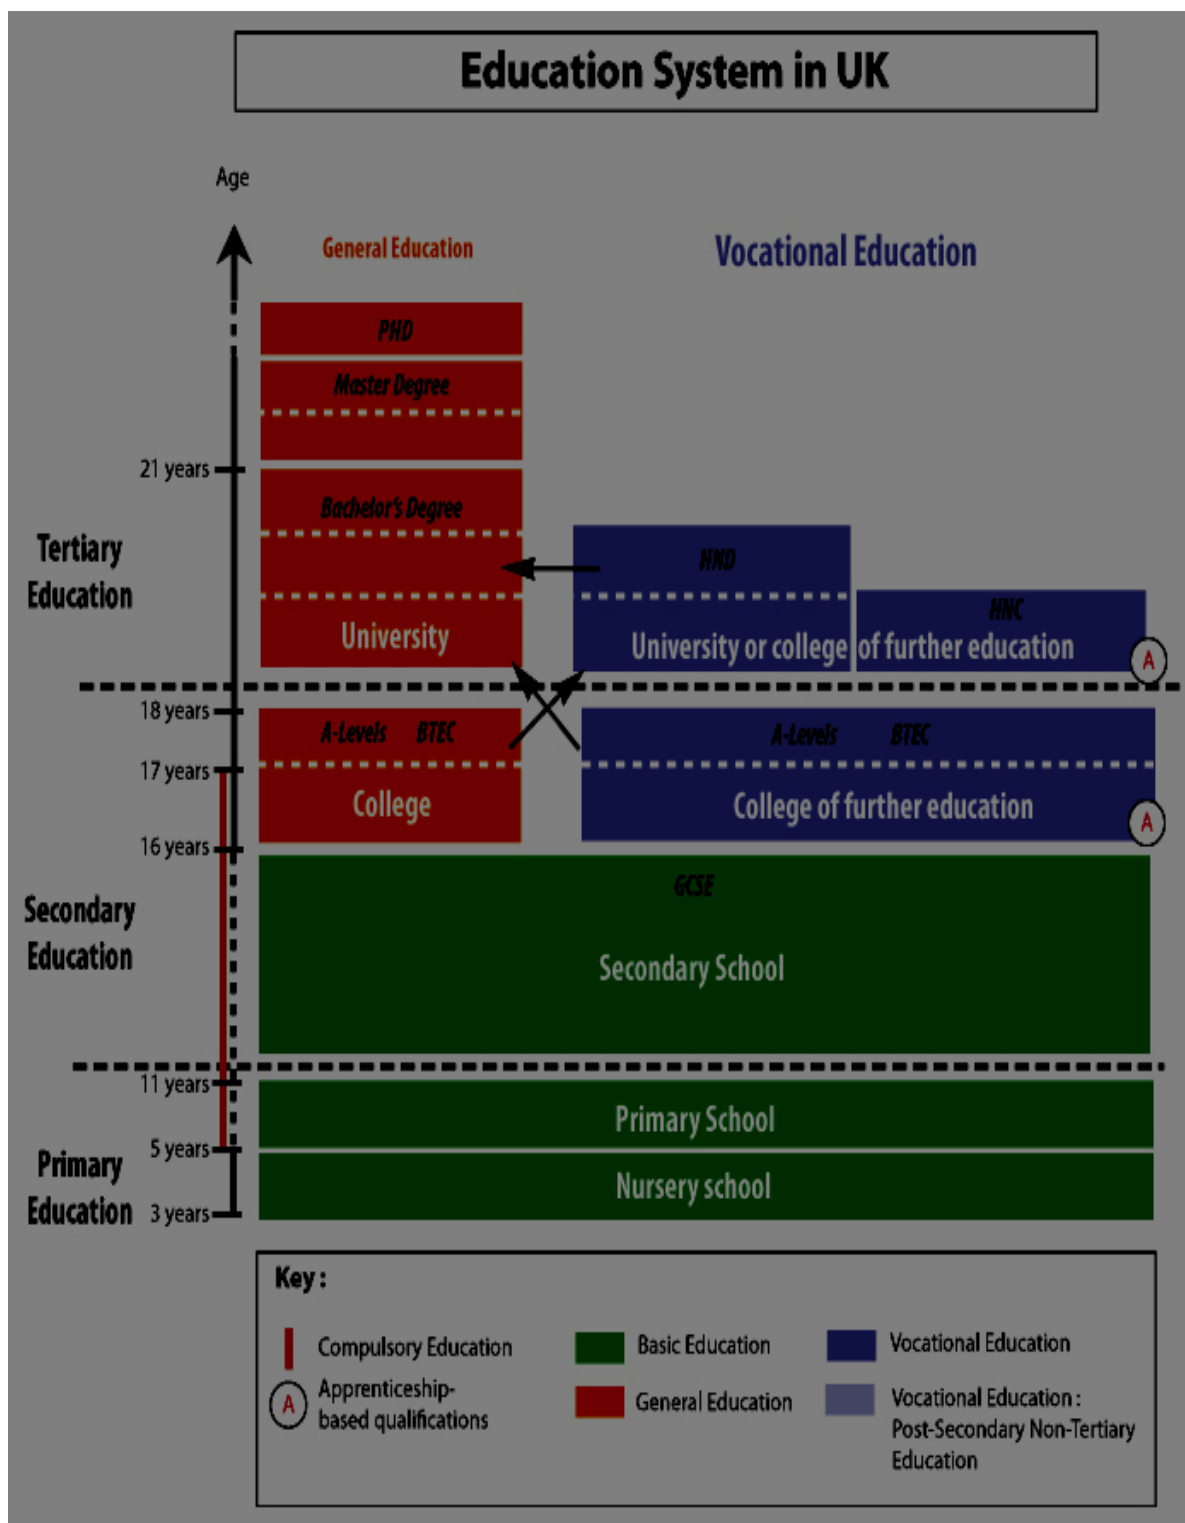 Education System in UK
Age
General Education
Vocational Education
PHD
Master Degree
21 years
Bachelor's Degree
Tertiary
Education
HND
HNC
University
University or college of further education
A
18 years
A-Levels BTEC
A-Levels BTEC
17 years
College
College of further education
A
16 years
GCSE
Secondary
Education
Secondary School
11 years
Primary School
5 years
Primary
Education
Nursery school
3 years
Key :
Compulsory Education
Basic Education
Vocational Education
A
Apprenticeship-
based qualifications
General Education
Vocational Education :
Post-Secondary Non-Tertiary
Education